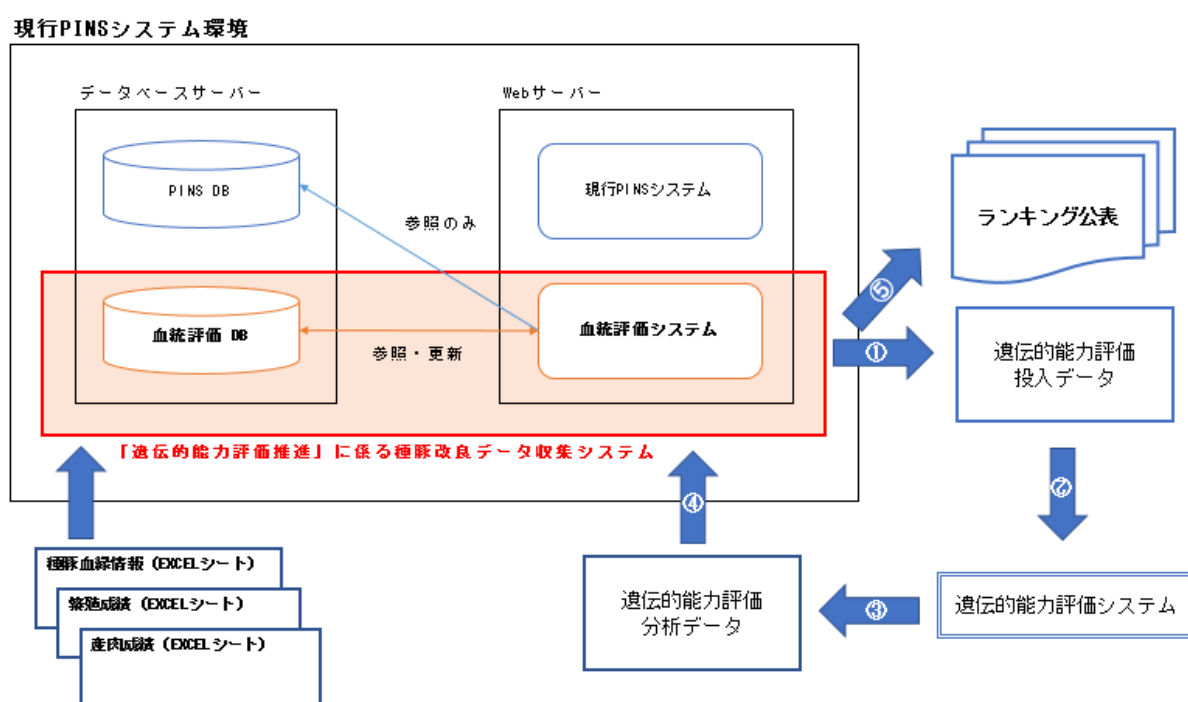 現行PINSシステム環境
データベースサーバー
Webサーバー
PINS DB
現行PINSシステム
参照のみ
ランキング公表
⑤
血統評価 DB
血統評価システム
参照・更新
①
遺伝的能力評価
投入データ
「遺伝的能力評価推進」に係る種豚改良データ収集システム
④
②
種豚血縁情報（EXCELシート）
繁殖成績（EXCELシート）
産肉成績（EXCELシート）
遺伝的能力評価
分析データ
③
遺伝的能力評価システム